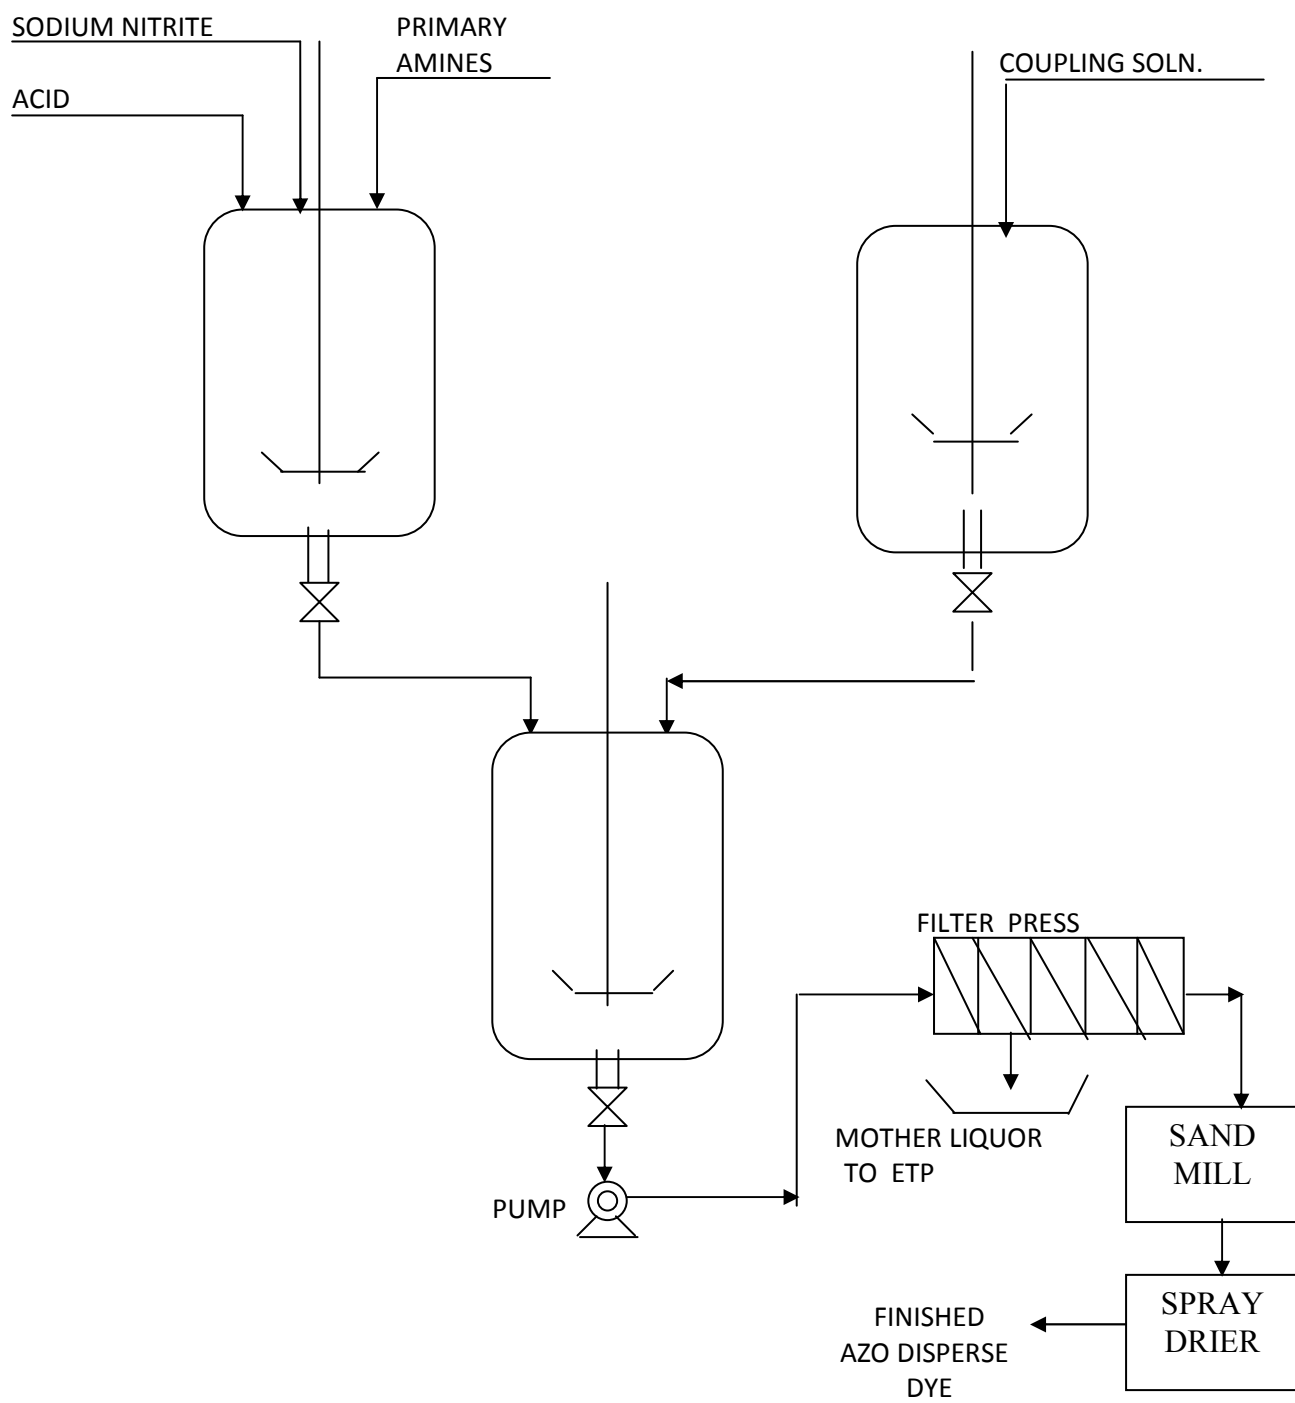 SODIUM NITRITE
PRIMARY
AMINES
ACID
COUPLING SOLN.
FILTER PRESS
MOTHER LIQUOR
TO ETP
PUMP
SAND
MILL
SPRAY
DRIER
FINISHED
AZO DISPERSE
DYE